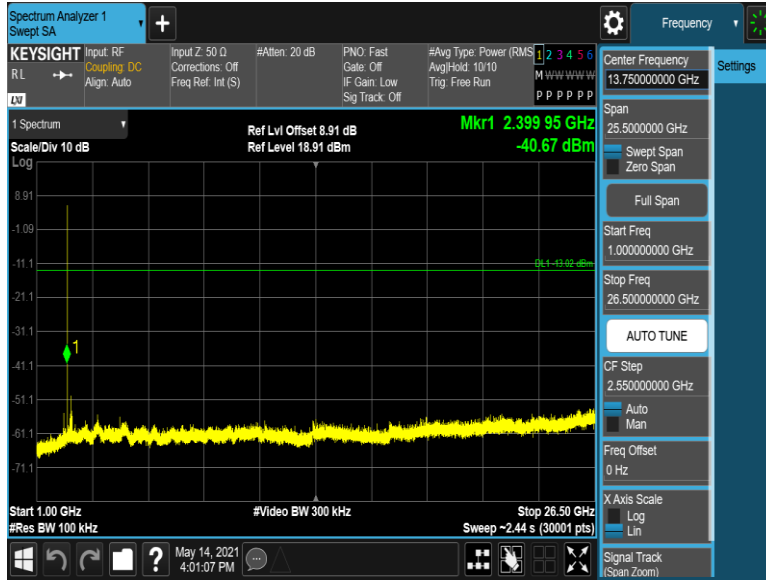 Spectrum Analyzer 1
Swept SA
Frequency
KEYSIGHT
RL
LXI
Input: RF
Coupling: DC
Align: Auto
Input Z: 50 Ω
Corrections: Off
Freq Ref: Int (S)
#Atten: 20 dB
PNO: Fast
Gate: Off
IF Gain: Low
Sig Track: Off
#Avg Type: Power (RMS
Avg|Hold: 10/10
Trig: Free Run
1 2 3 4 5 6
M W W W W W
P P P P P P
1 Spectrum
Scale/Div 10 dB
Log
Ref Lvl Offset 8.91 dB
Ref Level 18.91 dBm
Mkr1 2.399 95 GHz
-40.67 dBm
8.91
-1.09
-11.1
-21.1
-31.1
-41.1
-51.1
-61.1
-71.1
DL1 -13.02 dBm
1
Start 1.00 GHz
#Res BW 100 kHz
#Video BW 300 kHz
Stop 26.50 GHz
Sweep ~2.44 s (30001 pts)
?
May 14, 2021
4:01:07 PM
Center Frequency
13.750000000 GHz
Span
25.5000000 GHz
Swept Span
Zero Span
Full Span
Start Freq
1.000000000 GHz
Stop Freq
26.500000000 GHz
AUTO TUNE
CF Step
2.550000000 GHz
Auto
Man
Freq Offset
0 Hz
X Axis Scale
Log
Lin
Signal Track
(Span Zoom)
Settings